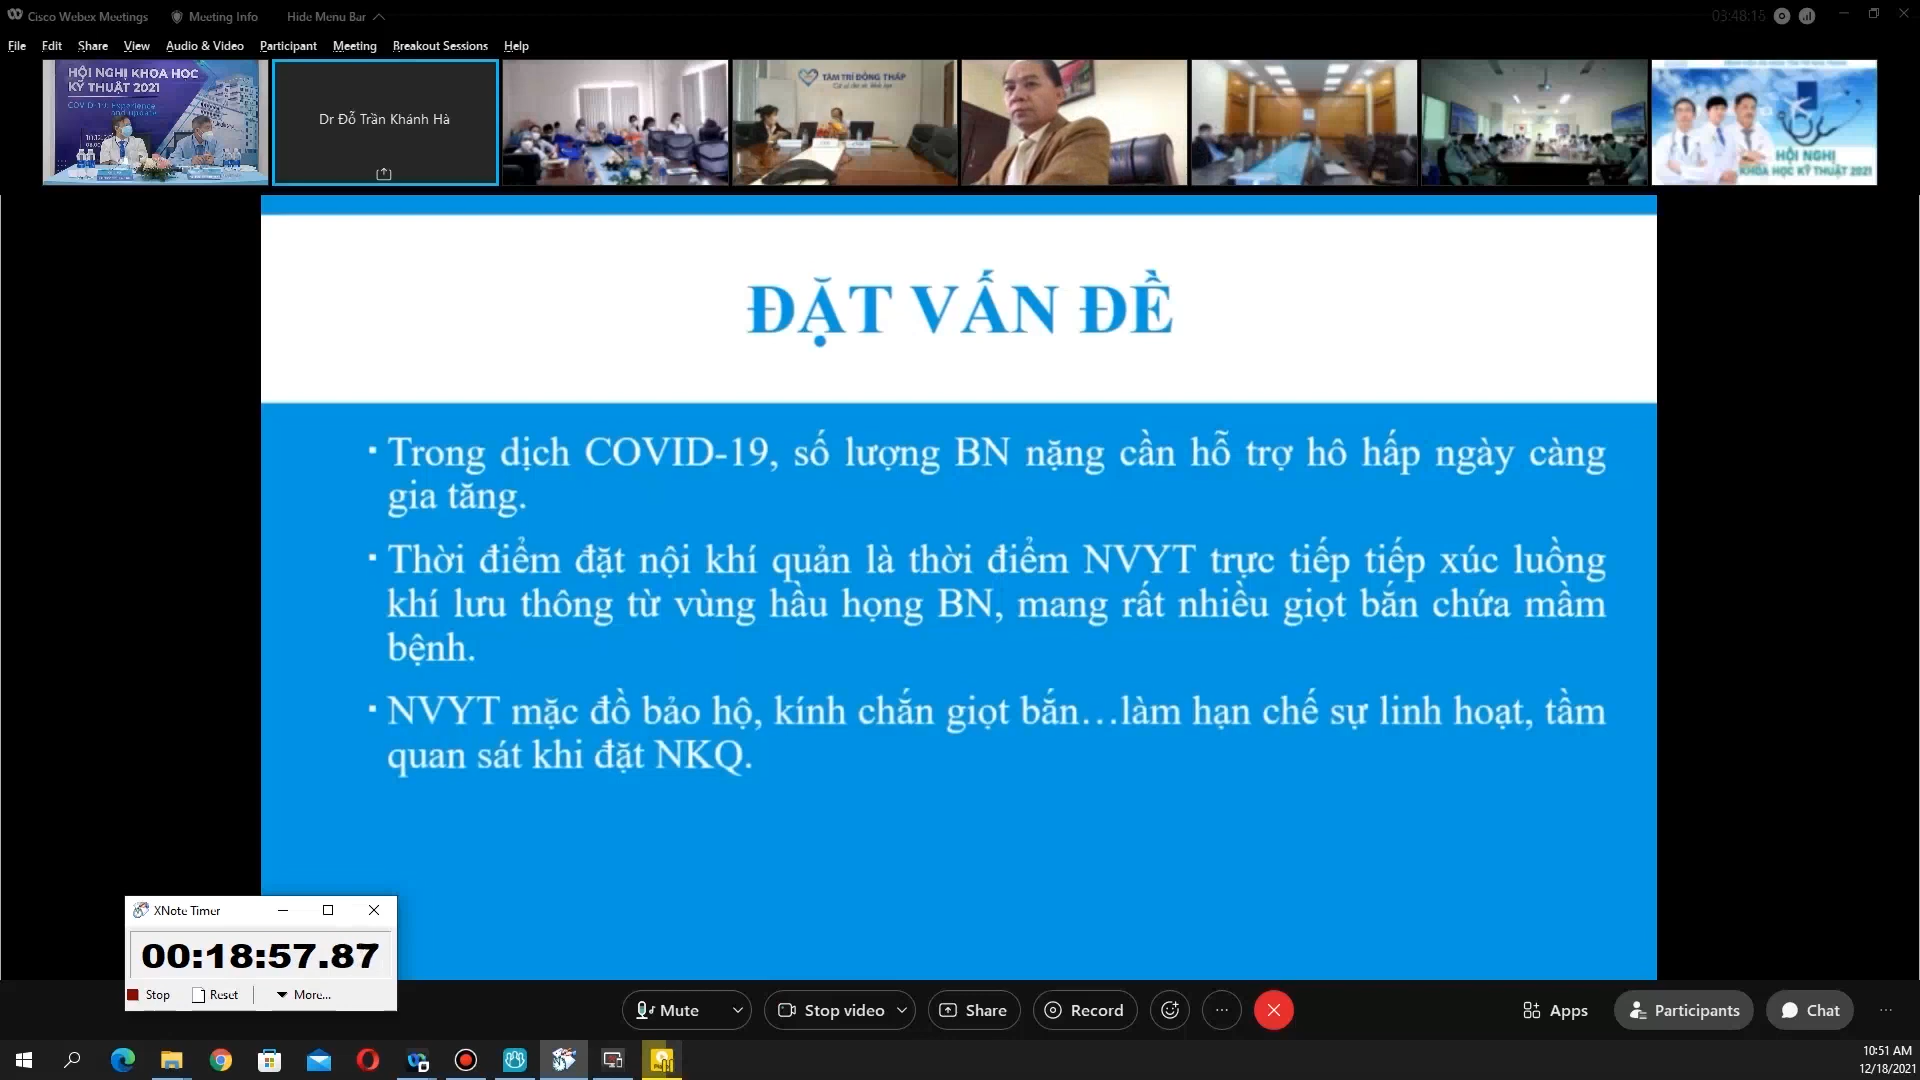 Cisco Webex Meetings
Meeting Info
Hide Menu Bar
03:48:16
File Edit Share View Audio & Video Participant Meeting Breakout Sessions Help
HỘI NGHỊ KHOA HỌC
KỸ THUẬT 2021
COVID-19: Experience
and update
Dr Đỗ Trần Khánh Hà
TÂM TRÍ ĐỒNG THÁP
HỘI NGHỊ
KHOA HỌC KỸ THUẬT 2021
ĐẶT VẤN ĐỀ
▪ Trong dịch COVID-19, số lượng BN nặng cần hỗ trợ hô hấp ngày càng
gia tăng.
▪ Thời điểm đặt nội khí quản là thời điểm NVYT trực tiếp tiếp xúc luồng
khí lưu thông từ vùng hầu họng BN, mang rất nhiều giọt bắn chứa mầm
bệnh.
▪ NVYT mặc đồ bảo hộ, kính chắn giọt bắn…làm hạn chế sự linh hoạt, tầm
quan sát khi đặt NKQ.
XNote Timer
00:18:57.87
Stop Reset More...
Mute
Stop video
Share
Record
Apps
Participants
Chat
10:51 AM
12/18/2021